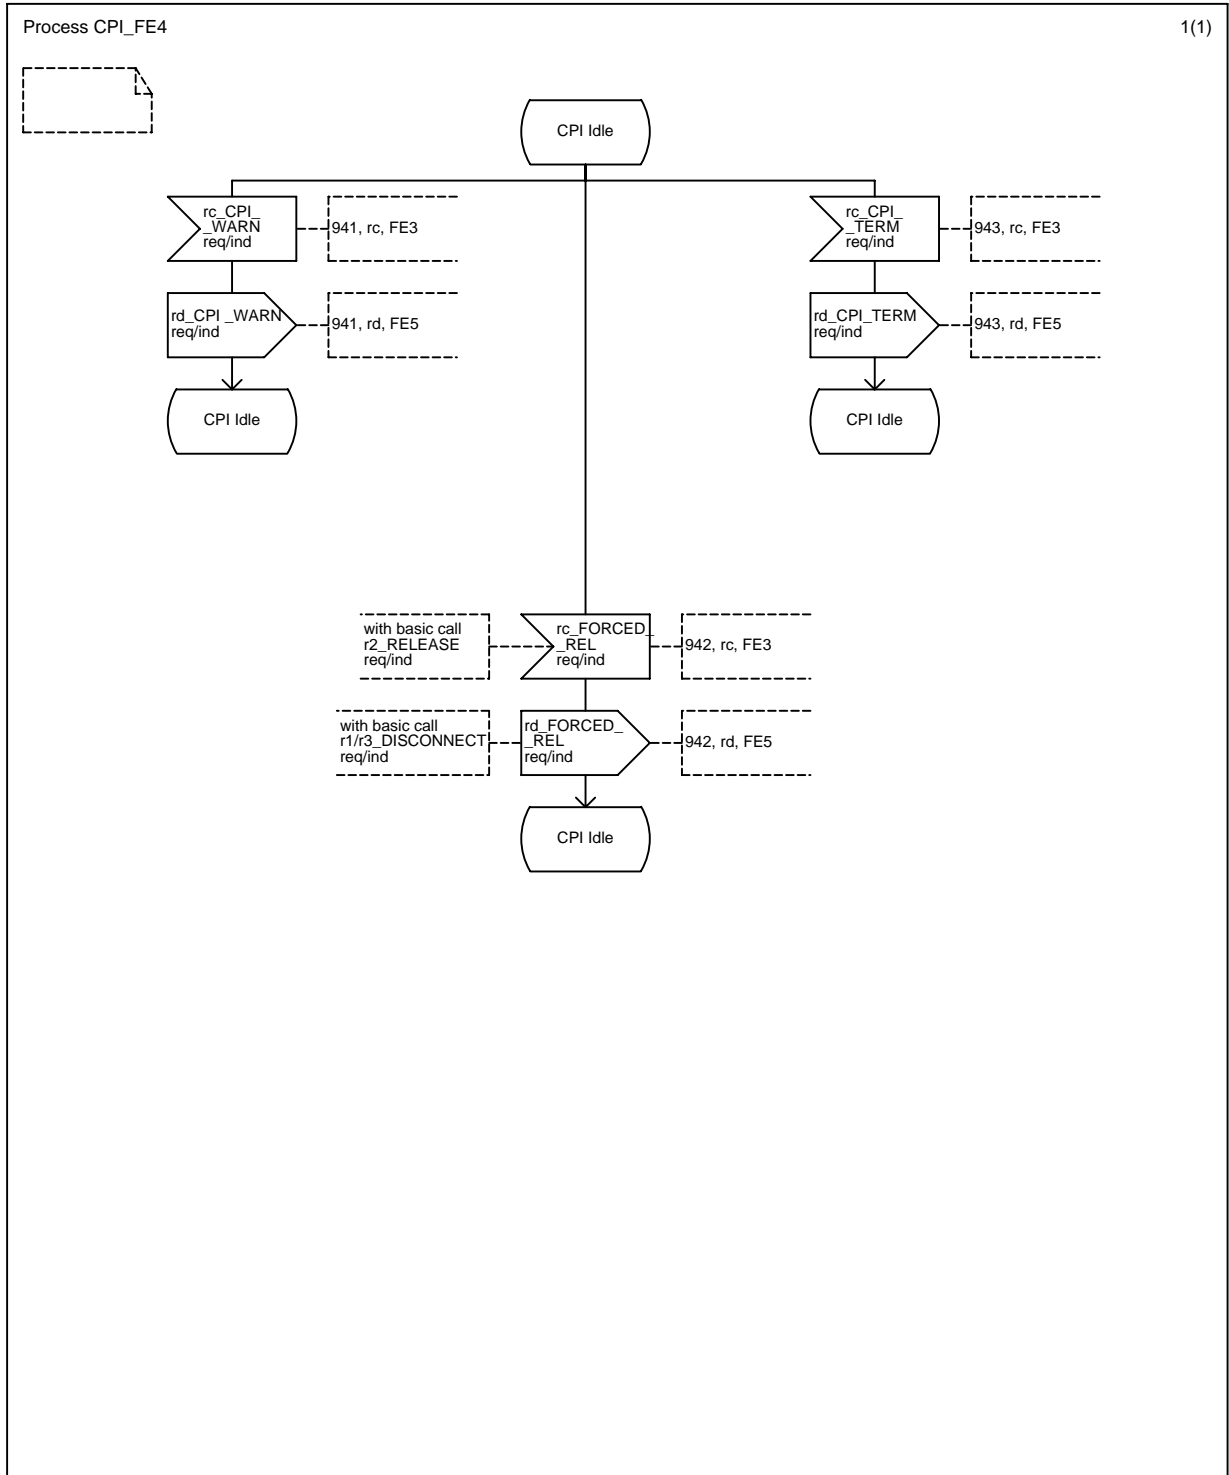 Process CPI_FE4
1(1)
CPI Idle
rc_CPI_
_WARN
req/ind
941, rc, FE3
rc_CPI_
_TERM
req/ind
943, rc, FE3
rd_CPI _WARN
req/ind
941, rd, FE5
rd_CPI_TERM
req/ind
943, rd, FE5
CPI Idle
CPI Idle
with basic call
r2_RELEASE
req/ind
rc_FORCED_
_REL
req/ind
942, rc, FE3
with basic call
r1/r3_DISCONNECT
req/ind
rd_FORCED_
_REL
req/ind
942, rd, FE5
CPI Idle